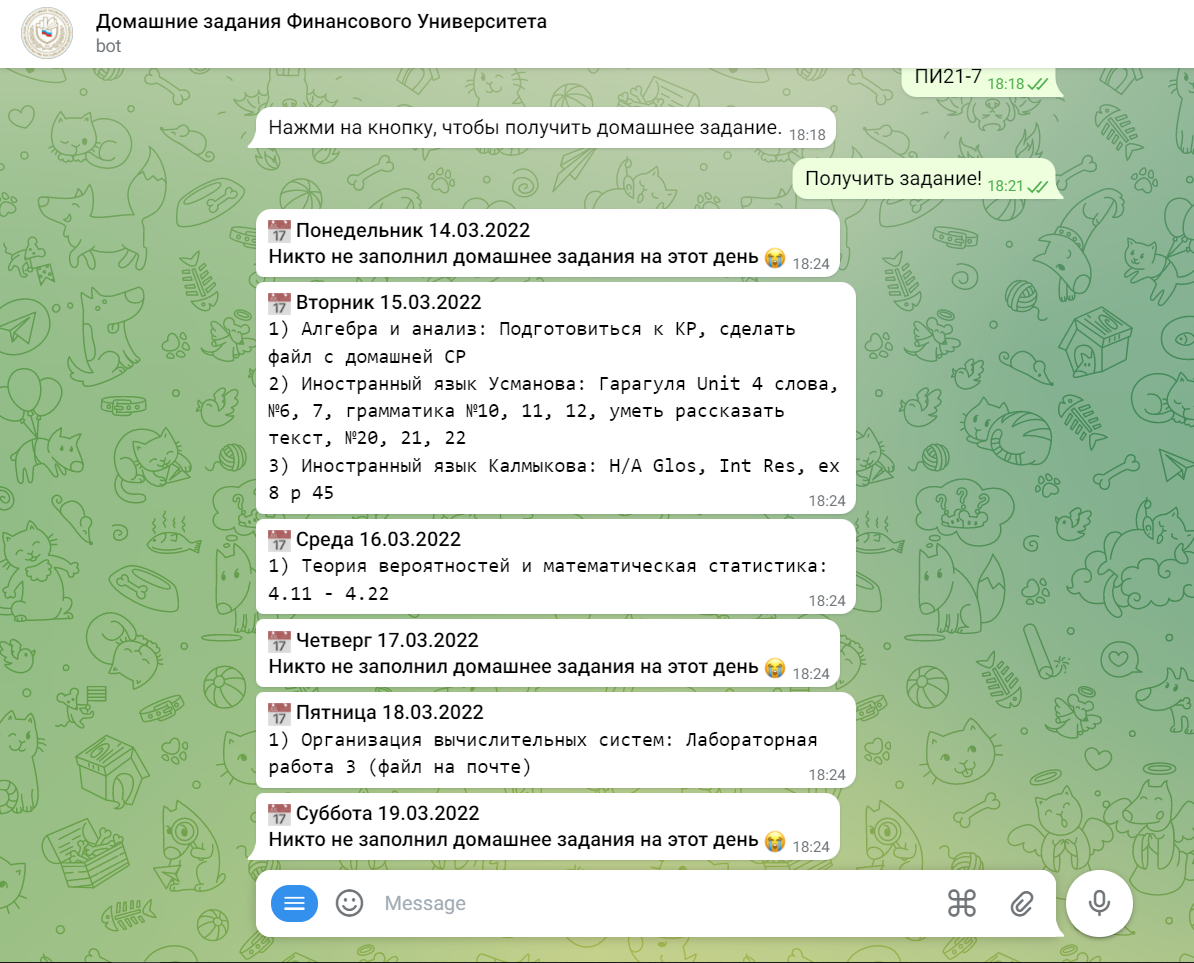 Домашние задания Финансового Университета
bot
ПИ21-7 18:18
Нажми на кнопку, чтобы получить домашнее задание. 18:18
Получить задание! 18:21
17 Понедельник 14.03.2022
Никто не заполнил домашнее задания на этот день 😭 18:24
17 Вторник 15.03.2022
1) Алгебра и анализ: Подготовиться к КР, сделать
файл с домашней СР
2) Иностранный язык Усманова: Гарагуля Unit 4 слова,
№6, 7, грамматика №10, 11, 12, уметь рассказать
текст, №20, 21, 22
3) Иностранный язык Калмыкова: H/A Glos, Int Res, ex
8 p 45 18:24
17 Среда 16.03.2022
1) Теория вероятностей и математическая статистика:
4.11 - 4.22 18:24
17 Четверг 17.03.2022
Никто не заполнил домашнее задания на этот день 😭 18:24
17 Пятница 18.03.2022
1) Организация вычислительных систем: Лабораторная
работа 3 (файл на почте) 18:24
17 Суббота 19.03.2022
Никто не заполнил домашнее задания на этот день 😭 18:24
Message